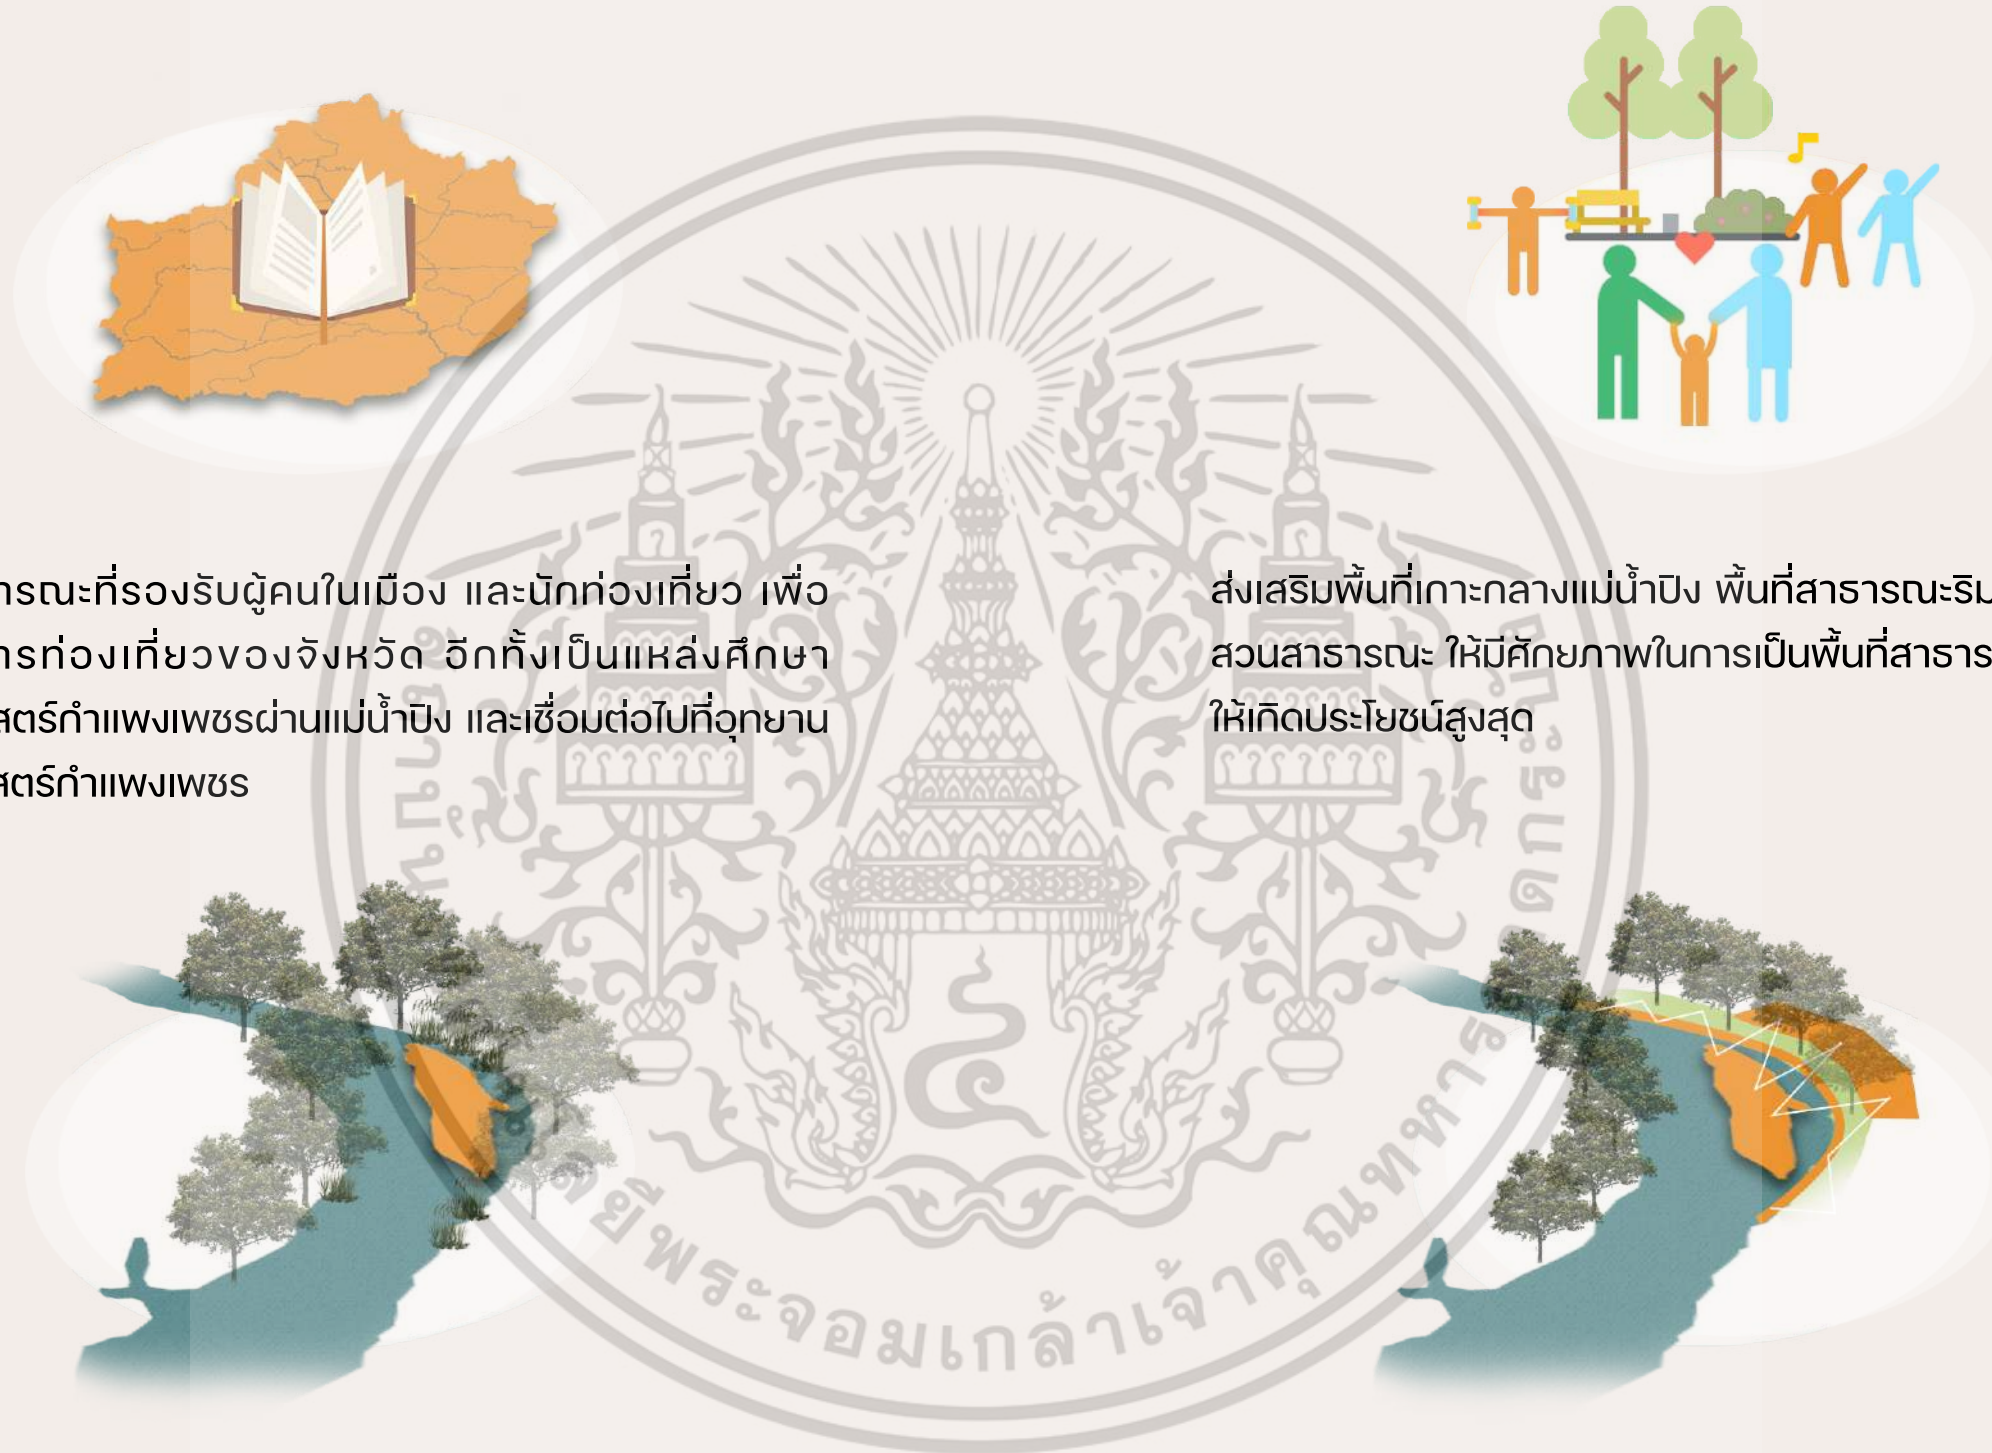 ารณะที่รองรับผู้คนในเมือง และนักท่องเที่ยว เพื่อ
ารท่องเที่ยวของจังหวัด อีกทั้งเป็นแหล่งศึกษา
สตร์กำแพงเพชรผ่านแม่น้ำปิง และเชื่อมต่อไปที่อุทยาน
สตร์กำแพงเพชร
ส่งเสริมพื้นที่เกาะกลางแม่น้ำปิง พื้นที่สาธารณะริม
สวนสาธารณะ ให้มีศักยภาพในการเป็นพื้นที่สาธาร
ให้เกิดประโยชน์สูงสุด
พระจอมเกล้าเจ้าคุณทหาร
๔